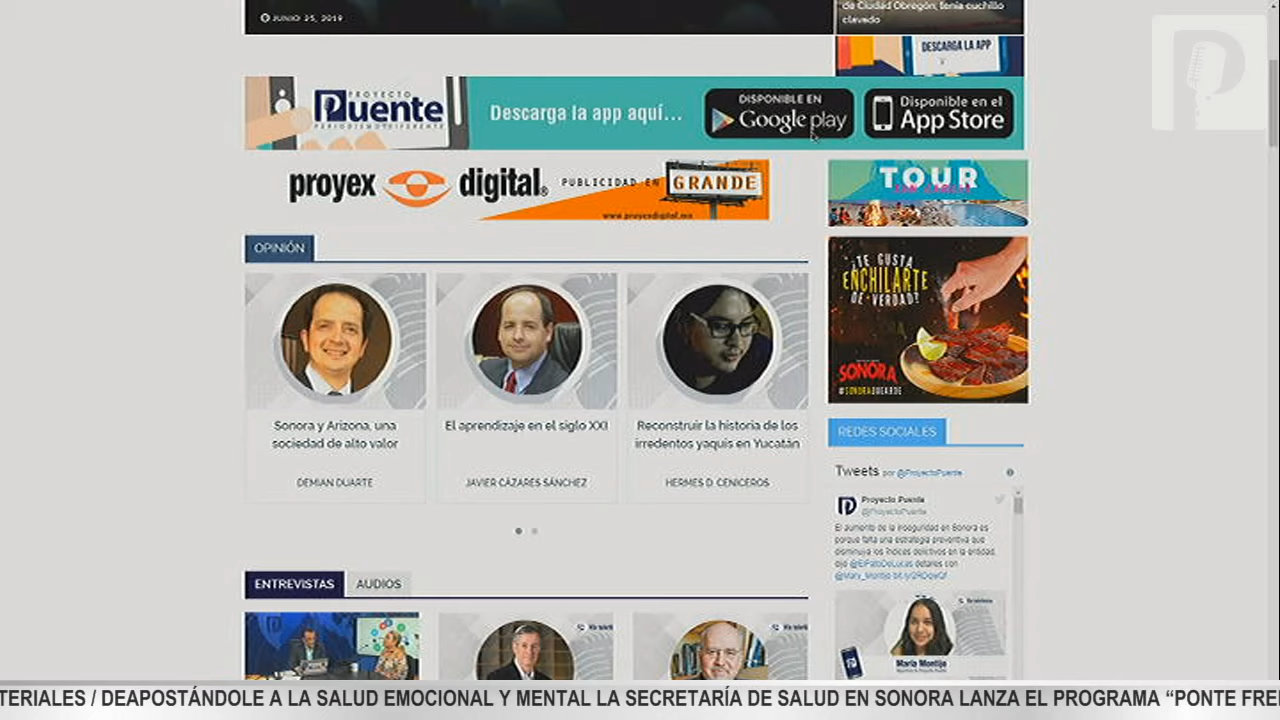 JUNIO 25, 2019
de Ciudad Obregón; tenía cuchillo
clavado
DESCARGA LA APP
PROYECTO
Puente
PERIODISMO DIFERENTE
Descarga la app aquí...
DISPONIBLE EN
Google play
Disponible en el
App Store
proyex digital®
PUBLICIDAD EN GRANDE
www.proyexdigital.mx
TOUR
SAN CARLOS
OPINIÓN
¿TE GUSTA
ENCHILARTE
DE VERDAD?
SONORA
#SONORAQUEARDE
Sonora y Arizona, una
sociedad de alto valor
DEMIAN DUARTE
El aprendizaje en el siglo XXI
JAVIER CÁZARES SÁNCHEZ
Reconstruir la historia de los
irredentos yaquis en Yucatán
HERMES D. CENICEROS
REDES SOCIALES
Tweets por @ProyectoPuente
Proyecto Puente
@ProyectoPuente
El aumento de la inseguridad en Sonora es
porque falta una estrategia preventiva que
disminuya los índices delictivos en la entidad,
dijo @ElPatoDeLucas detalles con
@Mary_Montijo
María Montijo
ENTREVISTAS
AUDIOS
TERIALES / DEAPOSTÁNDOLE A LA SALUD EMOCIONAL Y MENTAL LA SECRETARÍA DE SALUD EN SONORA LANZA EL PROGRAMA “PONTE FRE